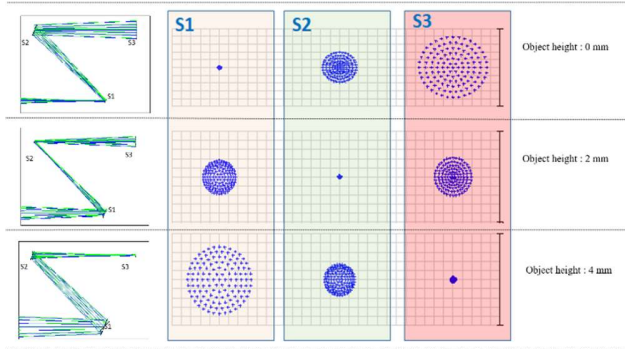 S1 S2 S3
S2
S3
S1
Object height : 0 mm
S2
S3
S1
Object height : 2 mm
S2
S3
S1
Object height : 4 mm